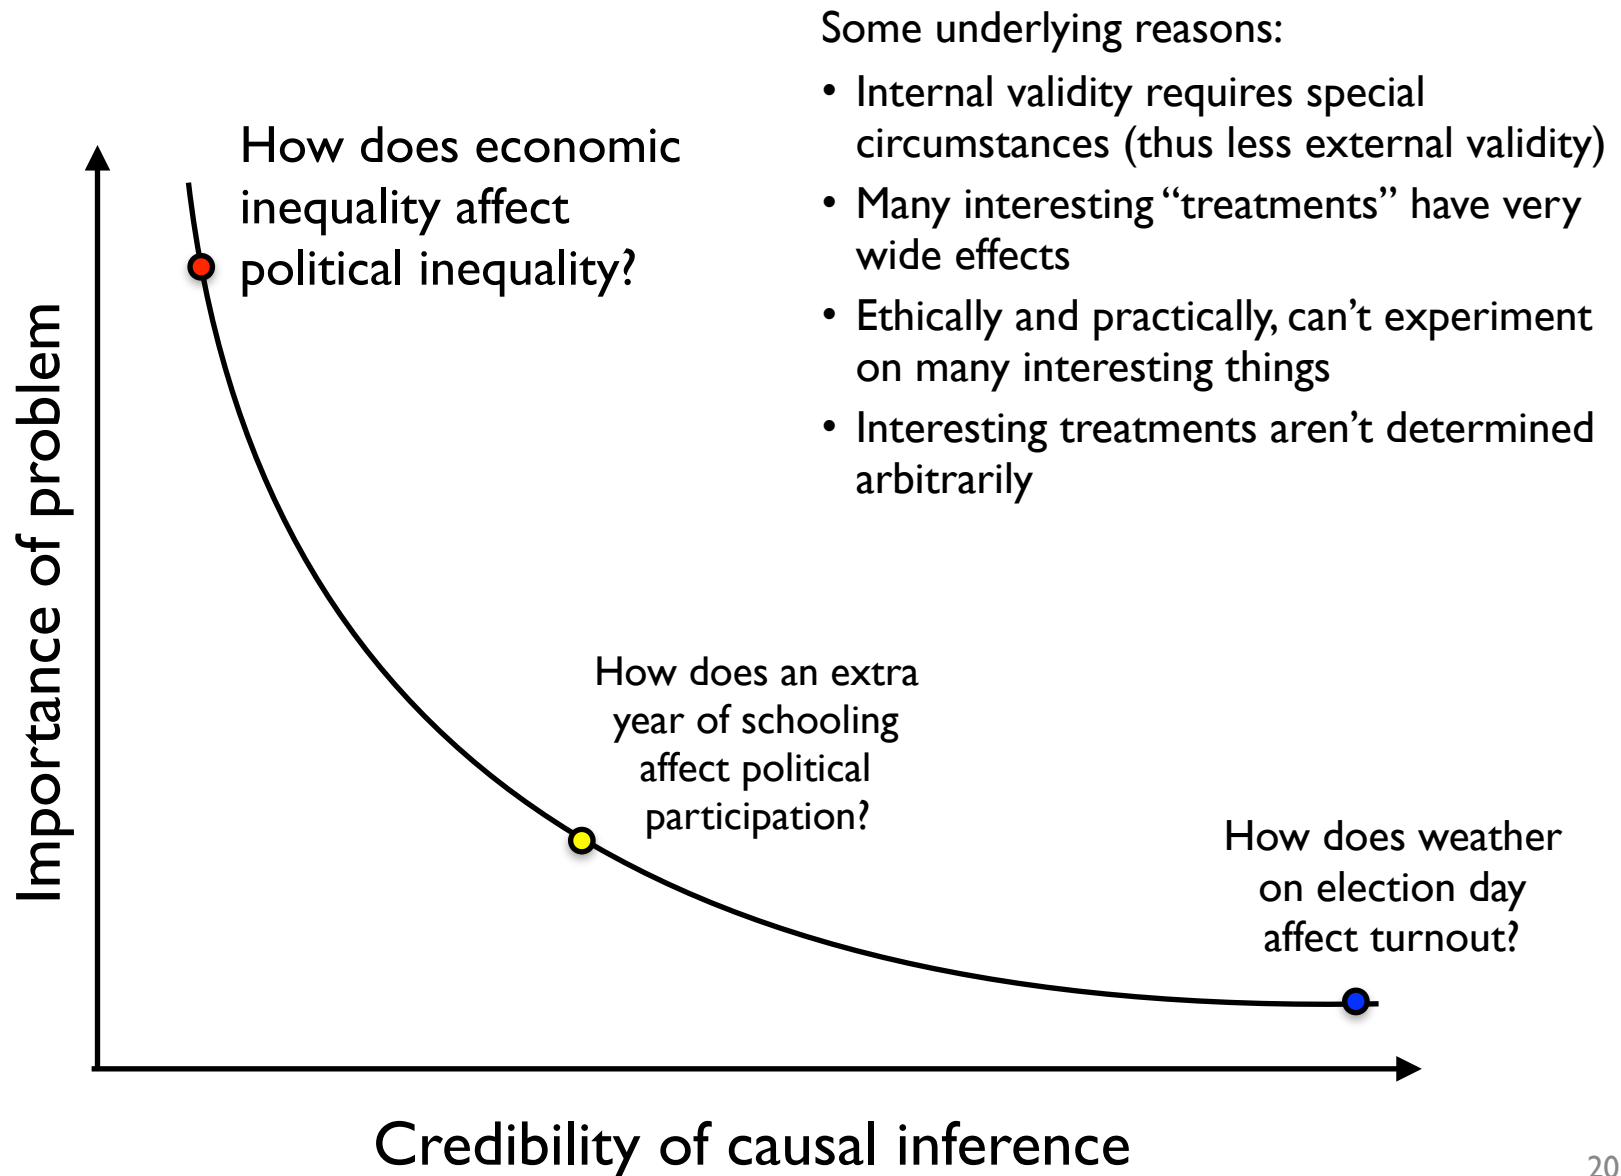 Some underlying reasons:
• Internal validity requires special
circumstances (thus less external validity)
• Many interesting “treatments” have very
wide effects
• Ethically and practically, can’t experiment
on many interesting things
• Interesting treatments aren’t determined
arbitrarily
How does economic
inequality affect
political inequality?
Importance of problem
How does an extra
year of schooling
affect political
participation?
How does weather
on election day
affect turnout?
Credibility of causal inference
20